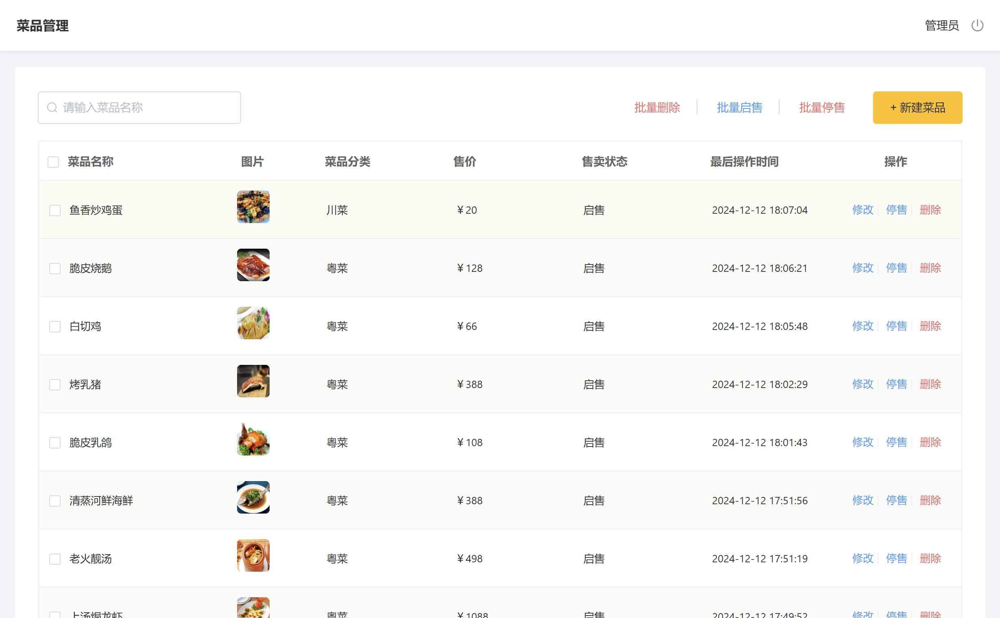 菜品管理 管理员
请输入菜品名称 批量删除 批量启售 批量停售 + 新建菜品
菜品名称 图片 菜品分类 售价 售卖状态 最后操作时间 操作
鱼香炒鸡蛋 川菜 ¥ 20 启售 2024-12-12 18:07:04 修改 停售 删除
脆皮烧鹅 粤菜 ¥ 128 启售 2024-12-12 18:06:21 修改 停售 删除
白切鸡 粤菜 ¥ 66 启售 2024-12-12 18:05:48 修改 停售 删除
烤乳猪 粤菜 ¥ 388 启售 2024-12-12 18:02:29 修改 停售 删除
脆皮乳鸽 粤菜 ¥ 108 启售 2024-12-12 18:01:43 修改 停售 删除
清蒸河鲜海鲜 粤菜 ¥ 388 启售 2024-12-12 17:51:56 修改 停售 删除
老火靓汤 粤菜 ¥ 498 启售 2024-12-12 17:51:19 修改 停售 删除
上汤焗龙虾 粤菜 ¥ 1088 启售 2024-12-12 17:49:52 修改 停售 删除